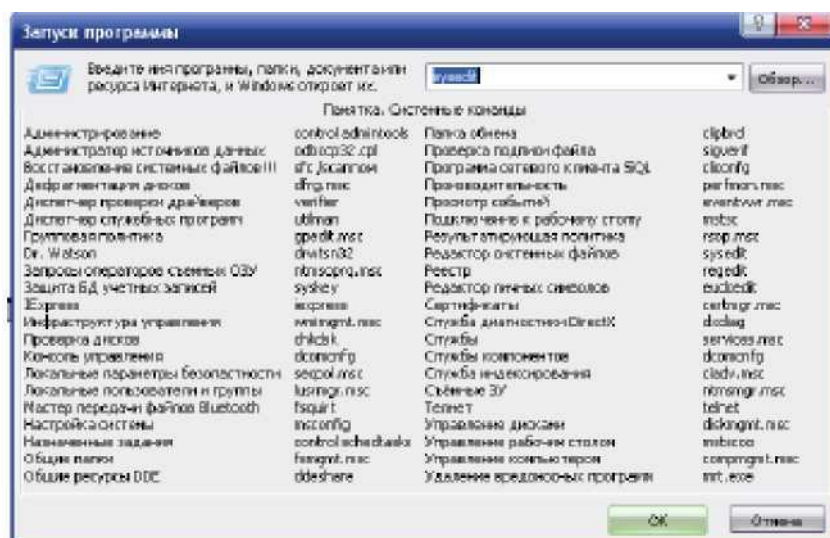 Запуск программы
Введите имя программы, папки, документа или
ресурса Интернета, и Windows откроет их.
sysedit
Обзор...
Памятка. Системные команды
Администрирование control admintools Папка обмена clipbrd
Администратор источников данных odbccp32.cpl Проверка подписи файла sigverif
Восстановление системных файлов!!! sfc /scannow Программа сетевого клиента SQL cliconfg
Дефрагментация дисков dfrg.msc Производительность perfmon.msc
Диспетчер проверки драйверов verifier Просмотр событий eventvwr.msc
Диспетчер служебных программ utilman Подключение к рабочему столу mstsc
Групповая политика gpedit.msc Результатирующая политика rsop.msc
Dr. Watson drwtsn32 Редактор системных файлов sysedit
Запросы операторов съемных ОЗУ ntmsoprq.msc Реестр regedit
Защита БД учетных записей syskey Редактор личных символов eudcedit
IExpress iexpress Сертификаты certmgr.msc
Инфраструктура управления wmimgmt.msc Служба диагностики DirectX dxdiag
Проверка дисков chkdsk Службы services.msc
Консоль управления dcomcnfg Службы компонентов dcomcnfg
Локальные параметры безопастности secpol.msc Служба индексирования ciadv.msc
Локальные пользователи и группы lusrmgr.msc Съёмные ЗУ ntmsmgr.msc
Мастер передачи файлов Bluetooth fsquirt Телнет telnet
Настройка системы msconfig Управление дисками diskmgmt.msc
Назначенные задания control schedtasks Управление рабочим столом
Общие папки fsmgmt.msc Управление компьютером compmgmt.msc
Общие ресурсы DDE ddeshare Удаление вредоносных программ mrt.exe
OK
Отмена